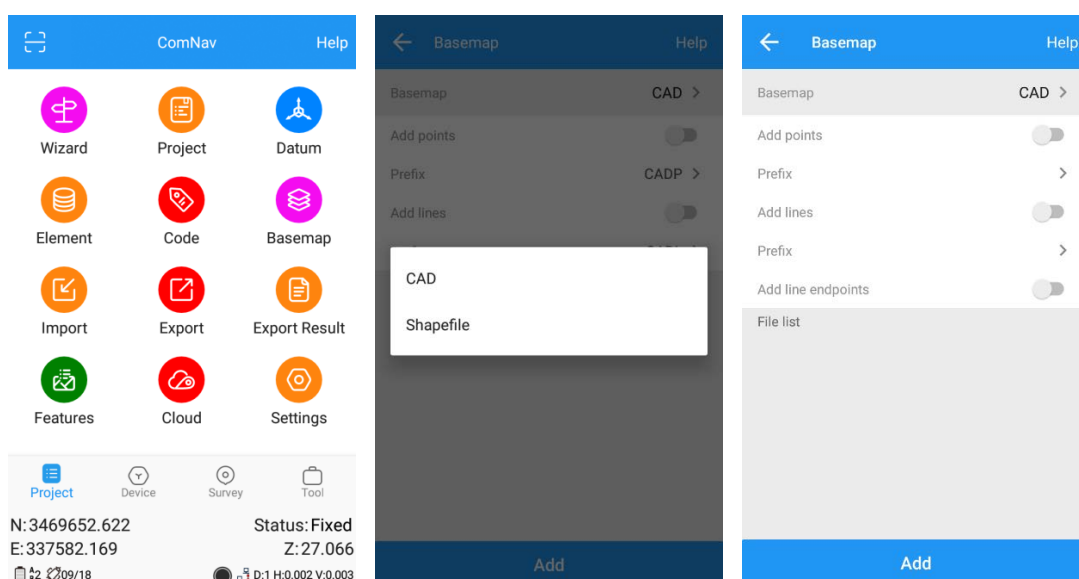 ComNav Help
Wizard Project Datum
Element Code Basemap
Import Export Export Result
Features Cloud Settings
Project Device Survey Tool
N:3469652.622 Status:Fixed
E:337582.169 Z:27.066
2 09/18 D:1 H:0.002 V:0.003
Basemap Help
Basemap CAD >
Add points
Prefix CADP >
Add lines
CAD
Shapefile
Add
Basemap Help
Basemap CAD >
Add points
Prefix >
Add lines
Prefix >
Add line endpoints
File list
Add